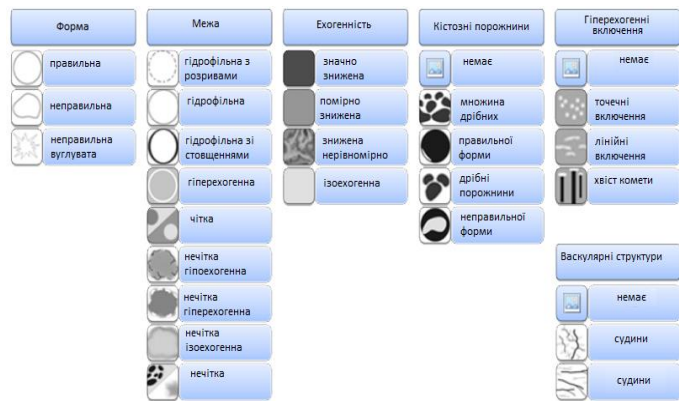 Форма
правильна
неправильна
неправильна
вуглувата
Межа
гідрофільна з
розривами
гідрофільна
гідрофільна зі
стовщеннями
гіперехогенна
чітка
нечітка
гіпоехогенна
нечітка
гіперехогенна
нечітка
ізоехогенна
нечітка
Ехогенність
значно
знижена
помірно
знижена
знижена
нерівномірно
ізоехогенна
Кістозні порожнини
немає
множина
дрібних
правильної
форми
дрібні
порожнини
неправильної
форми
Гіперехогенні
включення
немає
точечні
включення
лінійні
включення
хвіст комети
Васкулярні структури
немає
судини
судини